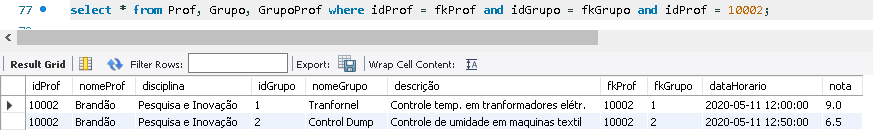 77 select * from Prof, Grupo, GrupoProf where idProf = fkProf and idGrupo = fkGrupo and idProf = 10002;
Result Grid Filter Rows: Export: Wrap Cell Content:
idProf nomeProf disciplina idGrupo nomeGrupo descrição fkProf fkGrupo dataHorario nota
10002 Brandão Pesquisa e Inovação 1 Tranfornel Controle temp. em tranformadores elétr. 10002 1 2020-05-11 12:00:00 9.0
10002 Brandão Pesquisa e Inovação 2 Control Dump Controle de umidade em maquinas textil 10002 2 2020-05-11 12:50:00 6.5